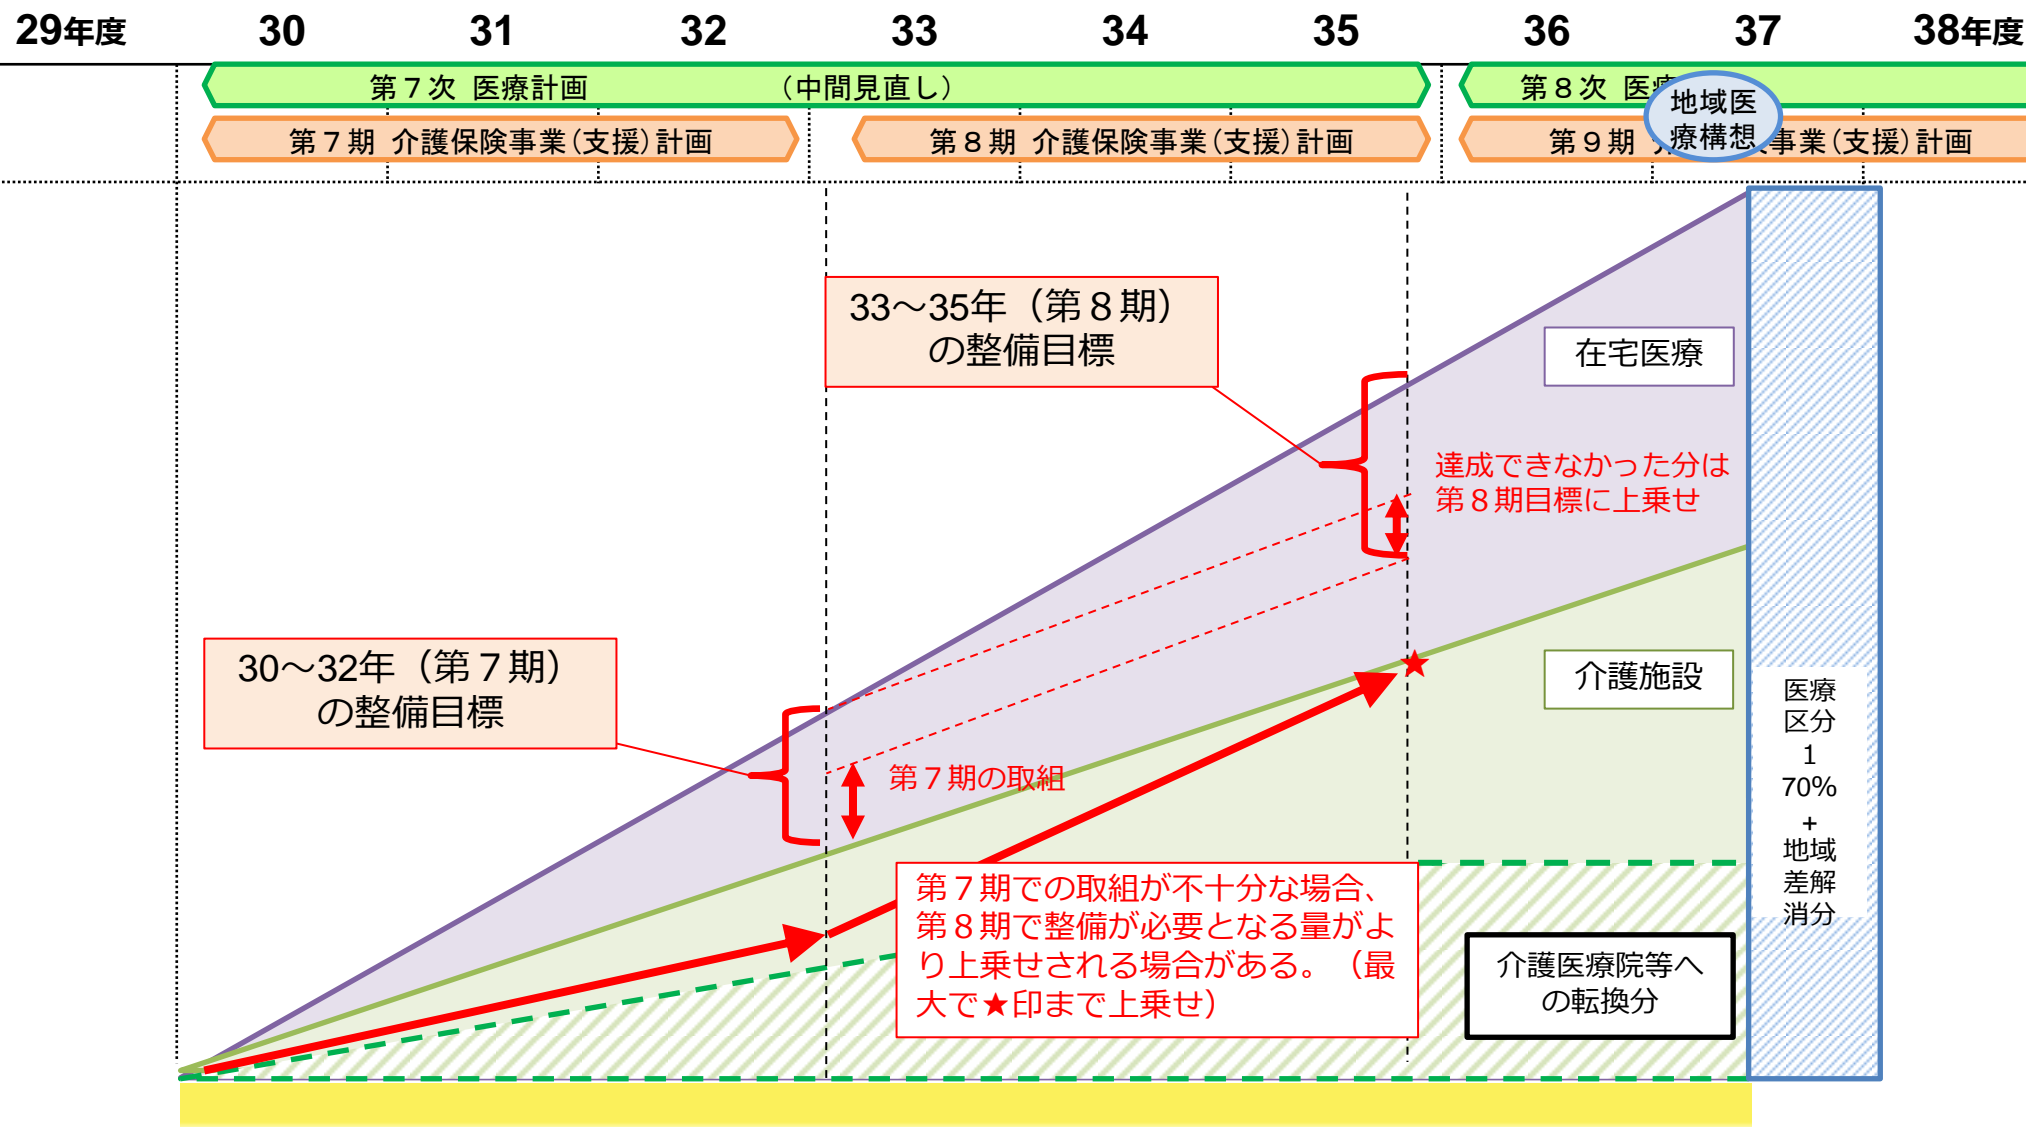 29年度 30 31 32 33 34 35 36 37 38年度
第７次 医療計画 （中間見直し）
第８次 医療
地域医
療構想
第７期 介護保険事業（支援）計画
第８期 介護保険事業（支援）計画
第９期 介 険事業（支援）計画
33～35年（第８期）
の整備目標
在宅医療
達成できなかった分は
第８期目標に上乗せ
30～32年（第７期）
の整備目標
介護施設
第７期の取組
医療
区分
1
70%
+
地域
差解
消分
第７期での取組が不十分な場合、
第８期で整備が必要となる量がよ
り上乗せされる場合がある。（最
大で★印まで上乗せ）
介護医療院等へ
の転換分